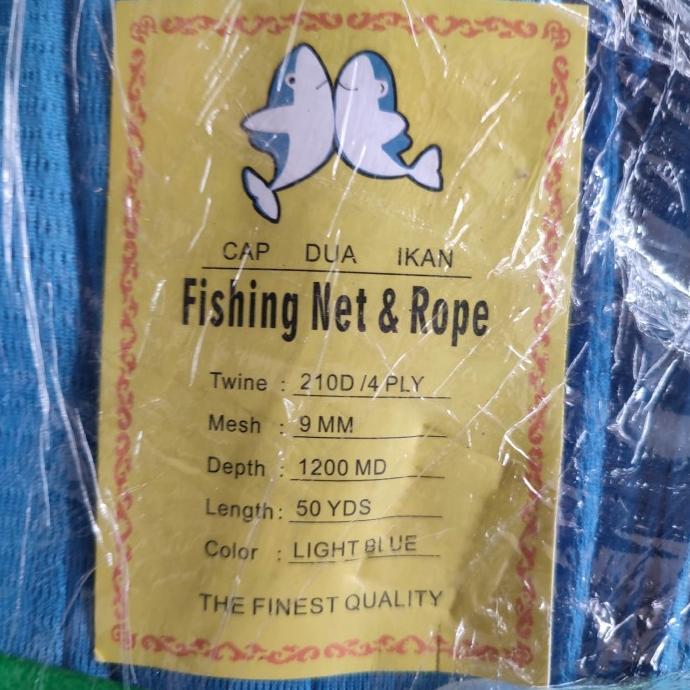 CAP DUA IKAN
Fishing Net & Rope
Twine : 210D /4 PLY
Mesh : 9 MM
Depth : 1200 MD
Length : 50 YDS
Color : LIGHT BLUE
THE FINEST QUALITY